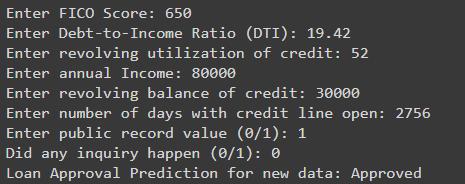 Enter FICO Score: 650
Enter Debt-to-Income Ratio (DTI): 19.42
Enter revolving utilization of credit: 52
Enter annual Income: 80000
Enter revolving balance of credit: 30000
Enter number of days with credit line open: 2756
Enter public record value (0/1): 1
Did any inquiry happen (0/1): 0
Loan Approval Prediction for new data: Approved